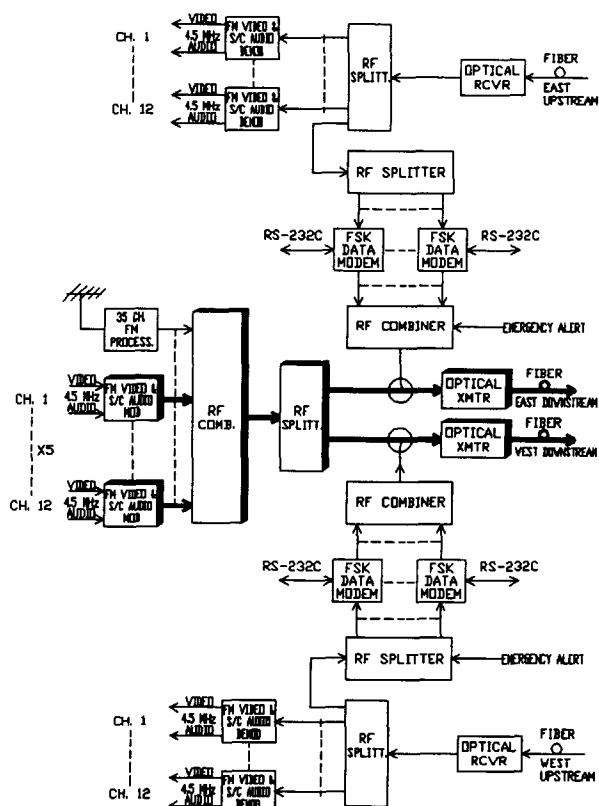 CH. 1
VIDEO
4.5 MHz
AUDIO
FM VIDEO &
S/C AUDIO
DEMOD
CH. 12
VIDEO
4.5 MHz
AUDIO
FM VIDEO &
S/C AUDIO
DEMOD
RF
SPLITT.
OPTICAL
RCVR
FIBER
EAST
UPSTREAM
RF SPLITTER
RS-232C
FSK
DATA
MODEM
FSK
DATA
MODEM
RS-232C
RF COMBINER
EMERGENCY ALERT
35 CH
FM
PROCESS.
CH. 1
VIDEO
4.5 MHz
AUDIO
FM VIDEO &
S/C AUDIO
MOD
X5
CH. 12
VIDEO
4.5 MHz
AUDIO
FM VIDEO &
S/C AUDIO
MOD
RF
COMB.
RF
SPLITT.
OPTICAL
XMTR
FIBER
EAST DOWNSTREAM
OPTICAL
XMTR
FIBER
WEST DOWNSTREAM
RF COMBINER
RS-232C
FSK
DATA
MODEM
FSK
DATA
MODEM
RS-232C
RF SPLITTER
EMERGENCY ALERT
CH. 1
VIDEO
4.5 MHz
AUDIO
FM VIDEO &
S/C AUDIO
DEMOD
CH. 12
VIDEO
4.5 MHz
AUDIO
FM VIDEO &
S/C AUDIO
DEMOD
RF
SPLITT.
OPTICAL
RCVR
FIBER
WEST
UPSTREAM